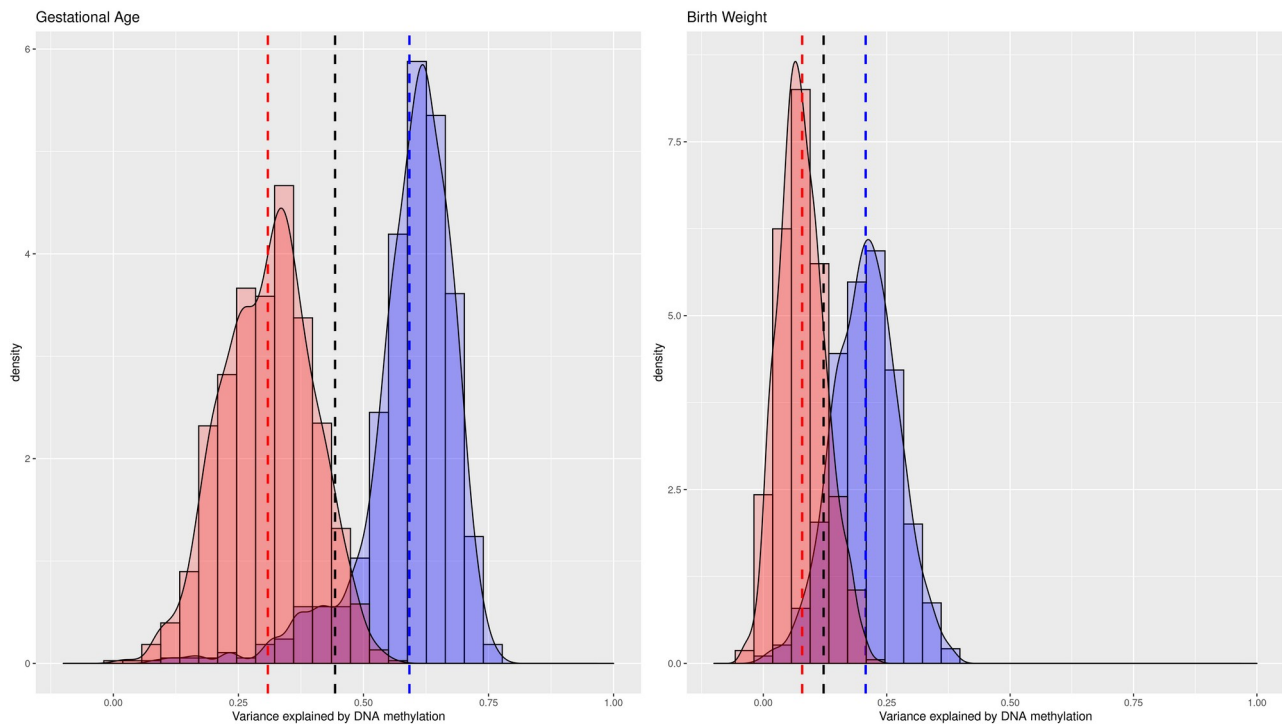 Gestational Age
6
4
2
0
density
0.00 0.25 0.50 0.75 1.00
Variance explained by DNA methylation
Birth Weight
7.5
5.0
2.5
0.0
density
0.00 0.25 0.50 0.75 1.00
Variance explained by DNA methylation